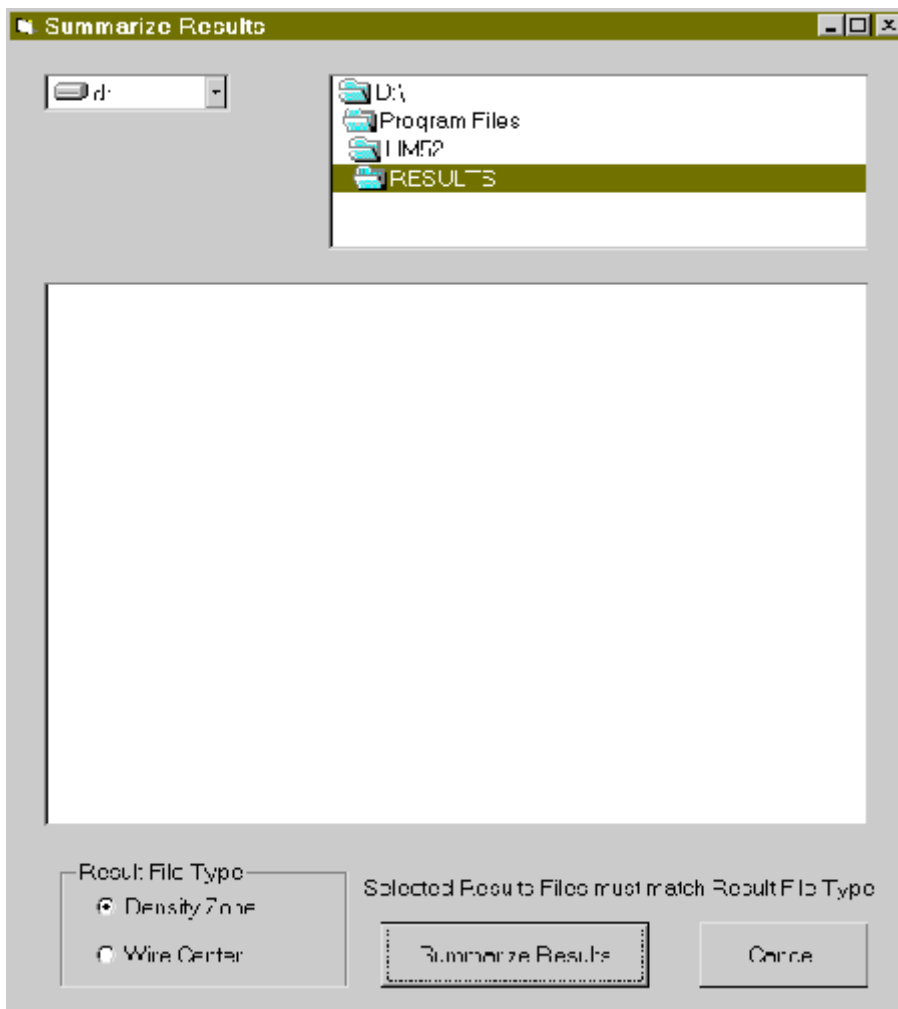 Summarize Results
d:
D:\
Program Files
HM52
RESULTS
Result File Type
Density Zone
Wire Center
Selected Results Files must match Result File Type
Summarize Results
Cancel